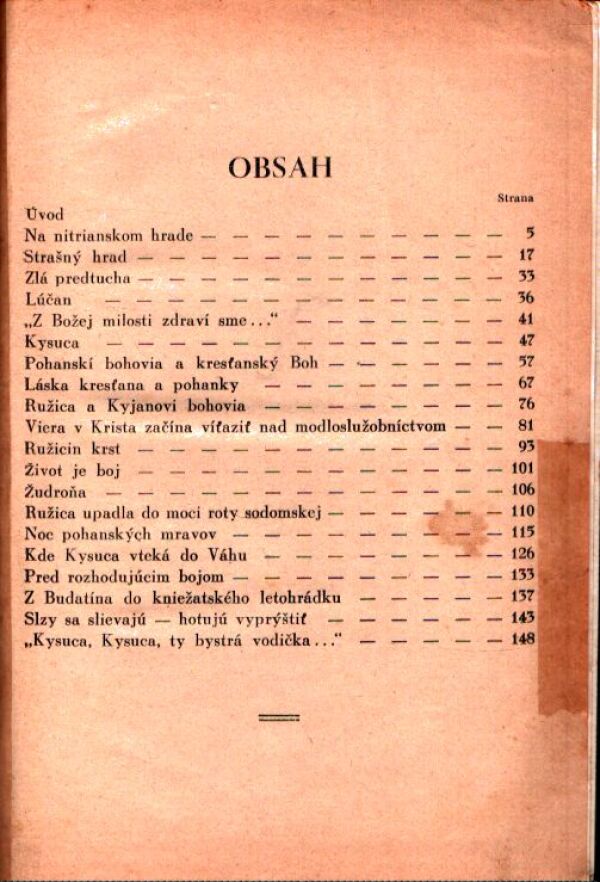 OBSAH
Strana
Úvod
Na nitrianskom hrade — — — — — — — — — — 5
Strašný hrad — — — — — — — — — — — — 17
Zlá predtucha — — — — — — — — — — — — 33
Lúčan — — — — — — — — — — — — — 36
„Z Božej milosti zdraví sme...“ — — — — — — — 41
Kysuca — — — — — — — — — — — — — 47
Pohanskí bohovia a kresťanský Boh — — — — — — 57
Láska kresťana a pohanky — — — — — — — — 67
Ružica a Kyjanovi bohovia — — — — — — — — 76
Viera v Krista začína víťaziť nad modloslužobníctvom — — 81
Ružicin krst — — — — — — — — — — — — 93
Život je boj — — — — — — — — — — — — 101
Žudroňa — — — — — — — — — — — — — 106
Ružica upadla do moci roty sodomskej — — — — — — 110
Noc pohanských mravov — — — — — — — — — 115
Kde Kysuca vteká do Váhu — — — — — — — — 126
Pred rozhodujúcim bojom — — — — — — — — — 133
Z Budatína do kniežatského letohrádku — — — — — 137
Slzy sa slievajú — hotujú vyprýštiť — — — — — — 143
„Kysuca, Kysuca, ty bystrá vodička...“ — — — — — 148